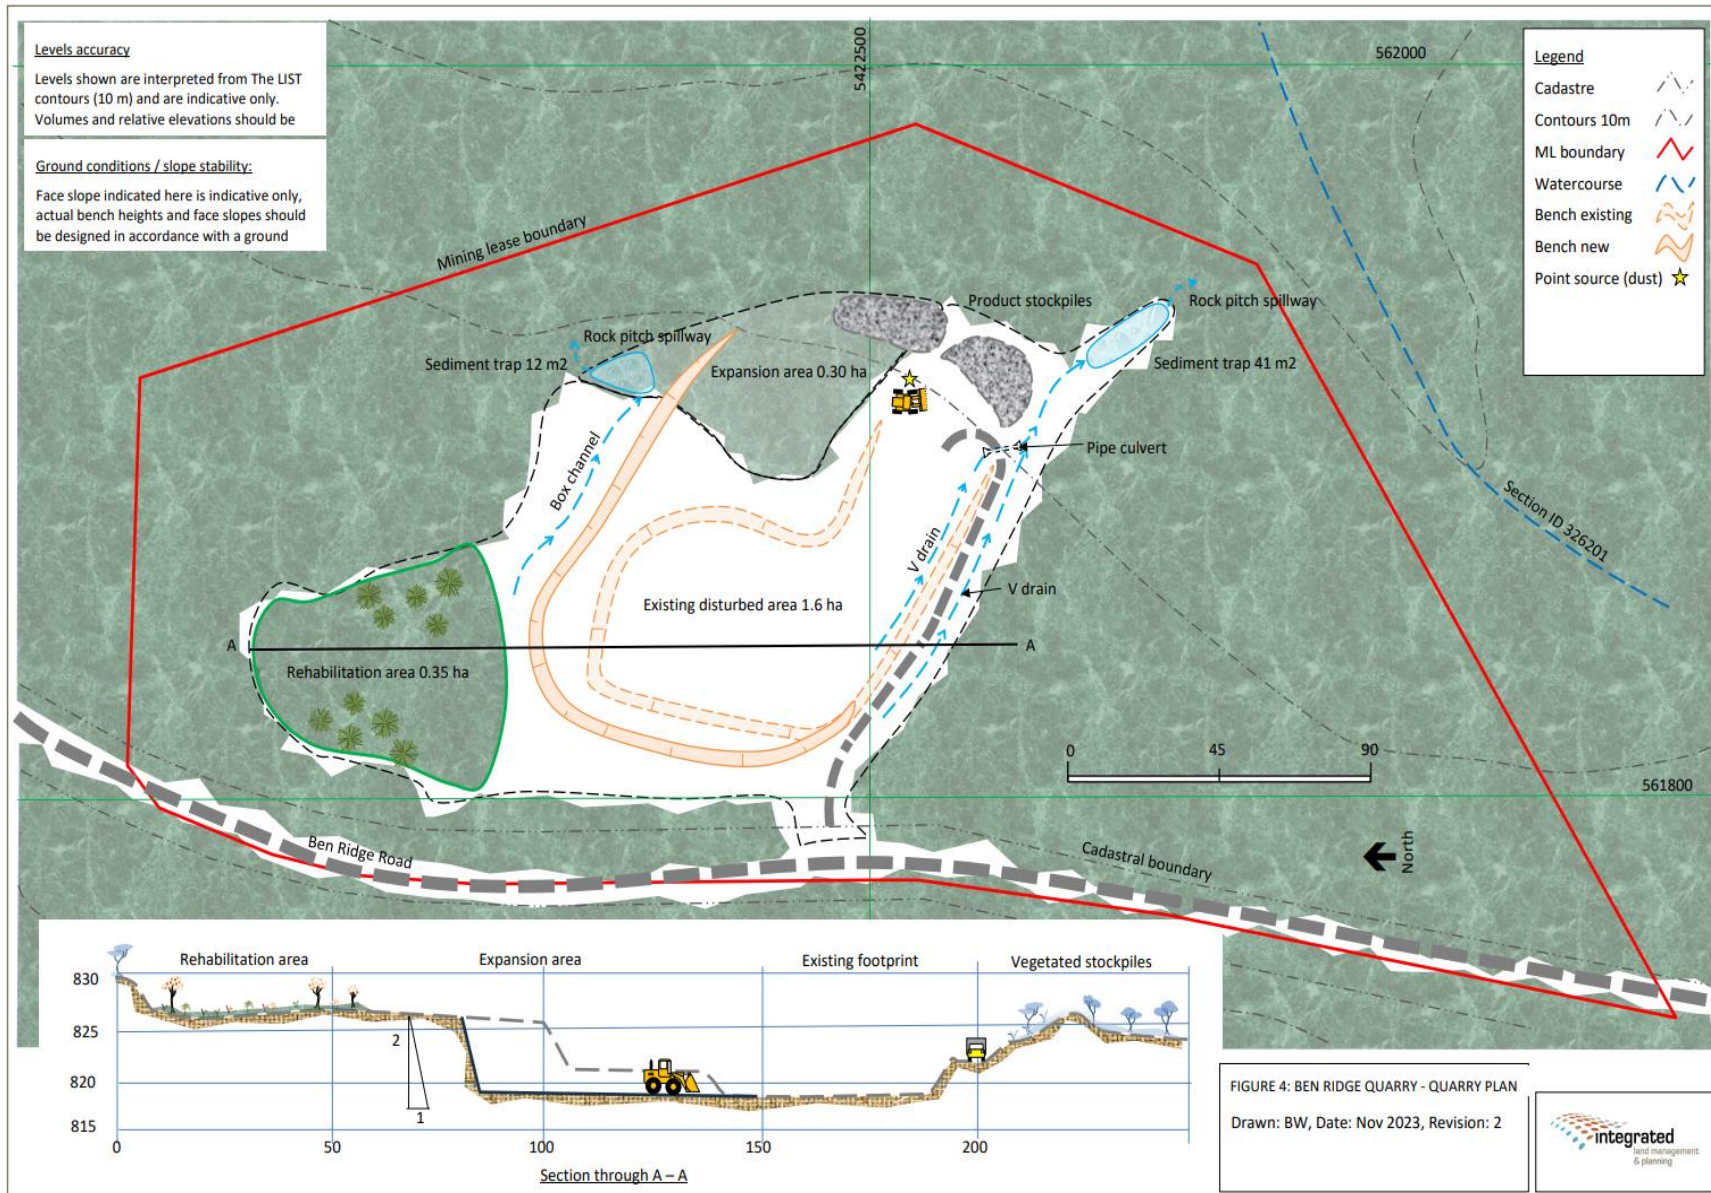 Levels accuracy
Levels shown are interpreted from The LIST
contours (10 m) and are indicative only.
Volumes and relative elevations should be
Ground conditions / slope stability:
Face slope indicated here is indicative only,
actual bench heights and face slopes should
be designed in accordance with a ground
5422500
562000
Legend
Cadastre
Contours 10m
ML boundary
Watercourse
Bench existing
Bench new
Point source (dust)
Mining lease boundary
Product stockpiles
Rock pitch spillway
Rock pitch spillway
Sediment trap 12 m2
Expansion area 0.30 ha
Sediment trap 41 m2
Box channel
Pipe culvert
Section ID 326201
V drain
V drain
Existing disturbed area 1.6 ha
A
A
Rehabilitation area 0.35 ha
0 45 90
561800
Ben Ridge Road
Cadastral boundary
North
Rehabilitation area
Expansion area
Existing footprint
Vegetated stockpiles
830
825
820
815
2
1
0 50 100 150 200
Section through A – A
FIGURE 4: BEN RIDGE QUARRY - QUARRY PLAN
Drawn: BW, Date: Nov 2023, Revision: 2
integrated
land management
& planning